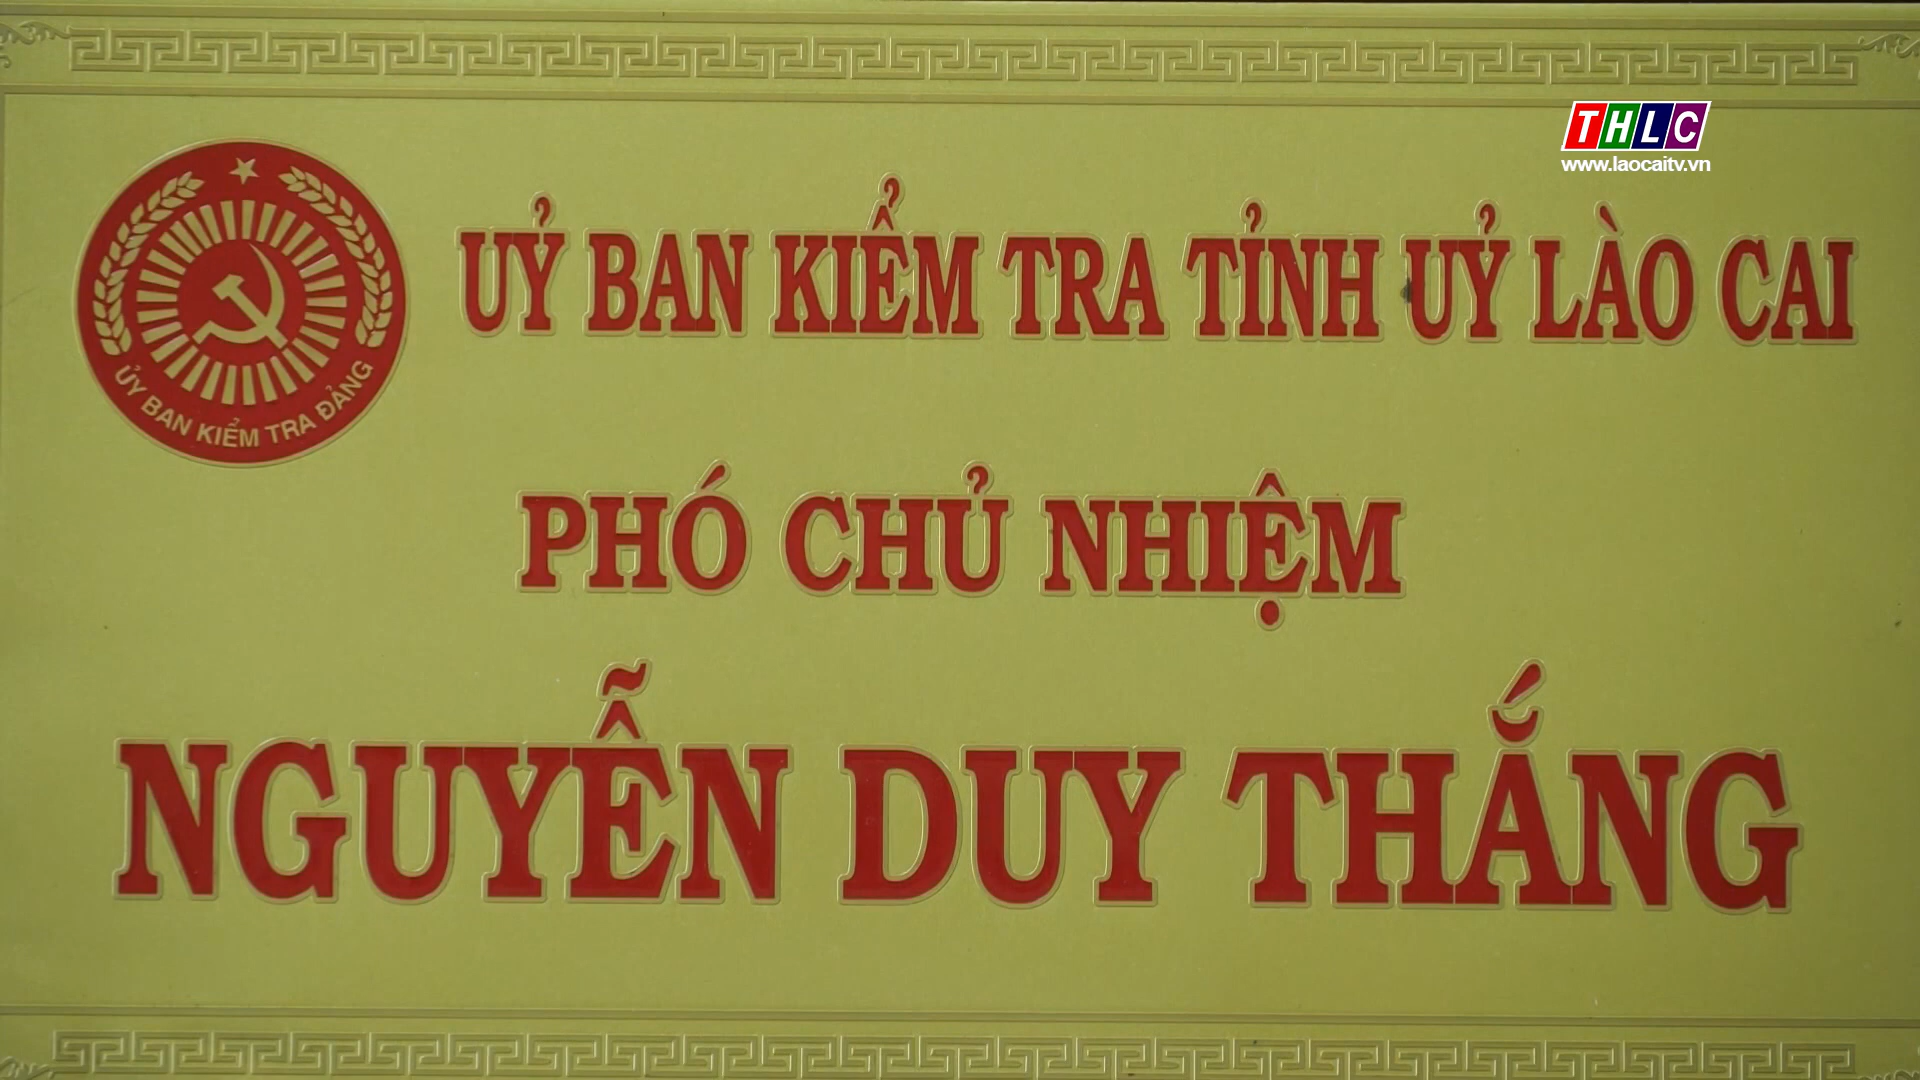 THLC
www.laocaitv.vn
UỶ BAN KIỂM TRA TỈNH UỶ LÀO CAI
ỦY BAN KIỂM TRA ĐẢNG
PHÓ CHỦ NHIỆM
NGUYỄN DUY THẮNG